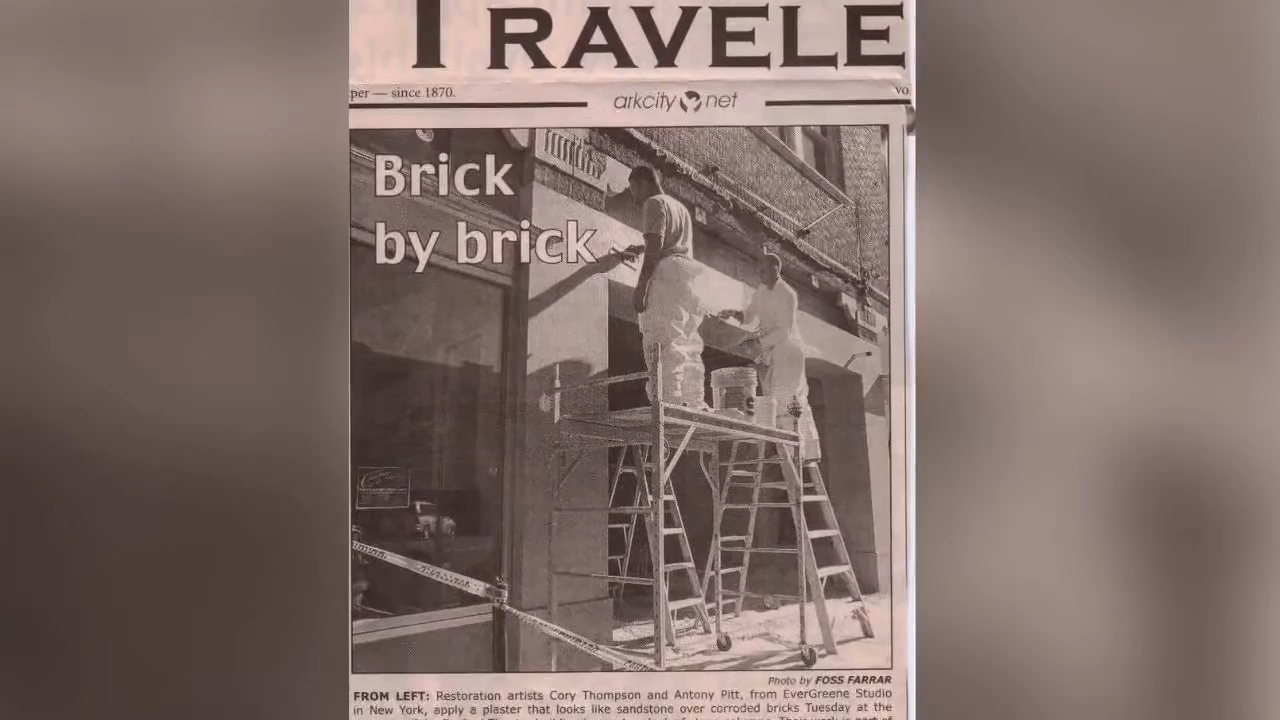 TRAVELE
per — since 1870.
arkcity net
vo
Brick
by brick
Photo by FOSS FARRAR
FROM LEFT: Restoration artists Cory Thompson and Antony Pitt, from EverGreene Studio
in New York, apply a plaster that looks like sandstone over corroded bricks Tuesday at the